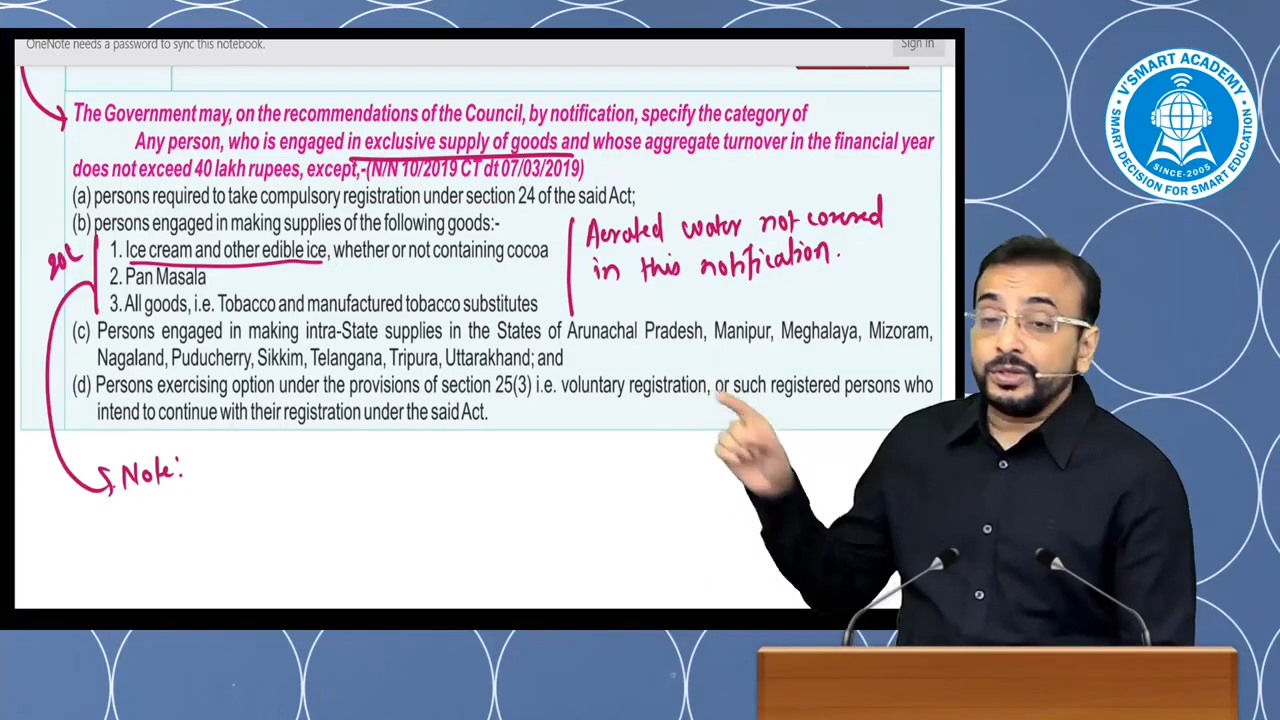 OneNote needs a password to sync this notebook.
Sign in
The Government may, on the recommendations of the Council, by notification, specify the category of
Any person, who is engaged in exclusive supply of goods and whose aggregate turnover in the financial year
does not exceed 40 lakh rupees, except,-(N/N 10/2019 CT dt 07/03/2019)
(a) persons required to take compulsory registration under section 24 of the said Act;
(b) persons engaged in making supplies of the following goods:-
1. Ice cream and other edible ice, whether or not containing cocoa
2. Pan Masala
3. All goods, i.e. Tobacco and manufactured tobacco substitutes
20L
Aerated water not covered
in this notification.
(c) Persons engaged in making intra-State supplies in the States of Arunachal Pradesh, Manipur, Meghalaya, Mizoram,
Nagaland, Puducherry, Sikkim, Telangana, Tripura, Uttarakhand; and
(d) Persons exercising option under the provisions of section 25(3) i.e. voluntary registration, or such registered persons who
intend to continue with their registration under the said Act.
Note:
V'SMART ACADEMY
SINCE-2005
SMART DECISION FOR SMART EDUCATION